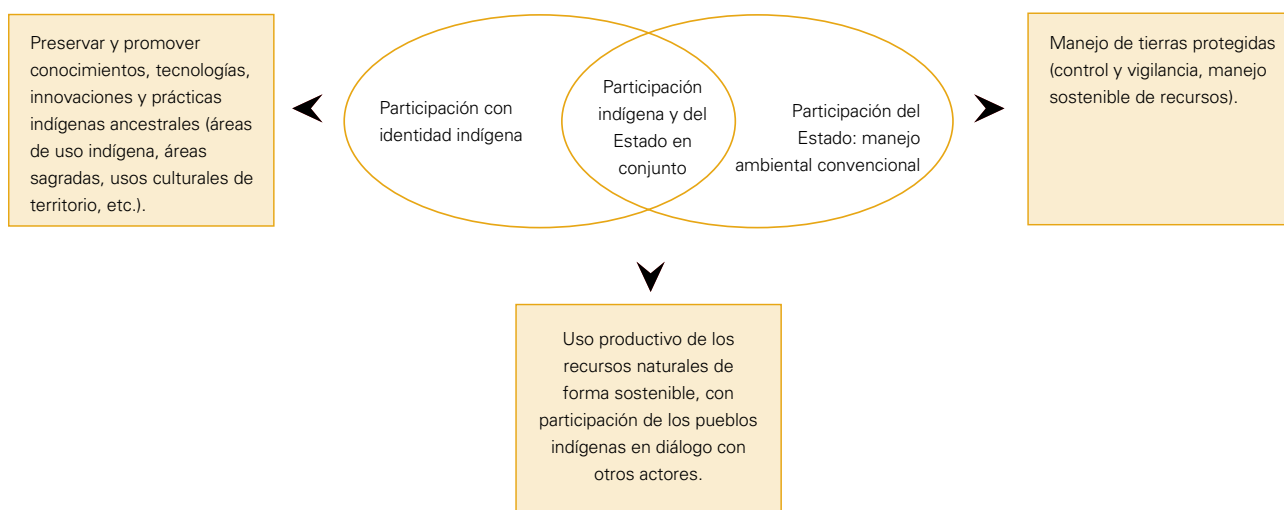 Preservar y promover
conocimientos, tecnologías,
innovaciones y prácticas
indígenas ancestrales (áreas
de uso indígena, áreas
sagradas, usos culturales de
territorio, etc.).
Participación con
identidad indígena
Participación
indígena y del
Estado en
conjunto
Participación del
Estado: manejo
ambiental convencional
Manejo de tierras protegidas
(control y vigilancia, manejo
sostenible de recursos).
Uso productivo de los
recursos naturales de
forma sostenible, con
participación de los pueblos
indígenas en diálogo con
otros actores.